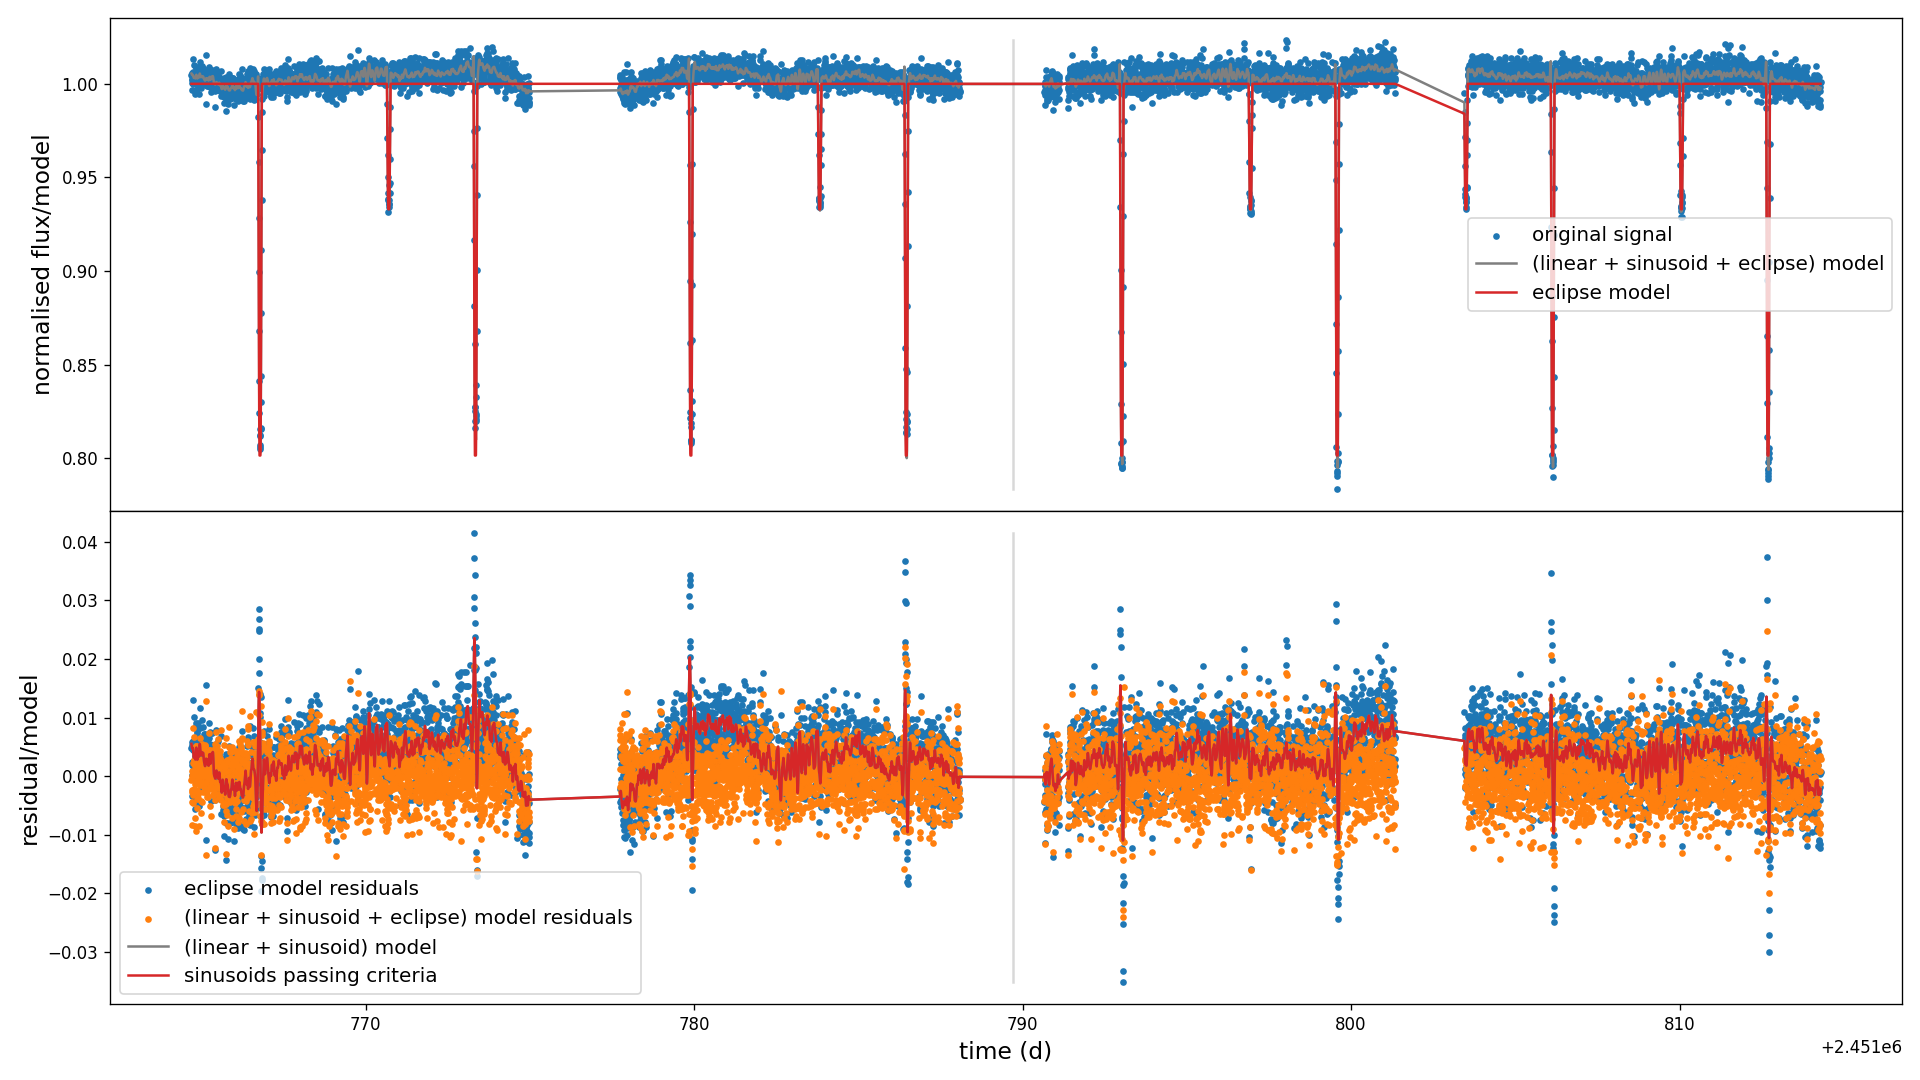 1.00
0.95
0.90
0.85
0.80
normalised flux/model
original signal
(linear + sinusoid + eclipse) model
eclipse model
0.04
0.03
0.02
0.01
0.00
−0.01
−0.02
−0.03
residual/model
eclipse model residuals
(linear + sinusoid + eclipse) model residuals
(linear + sinusoid) model
sinusoids passing criteria
770
780
790
800
810
time (d)
+2.451e6